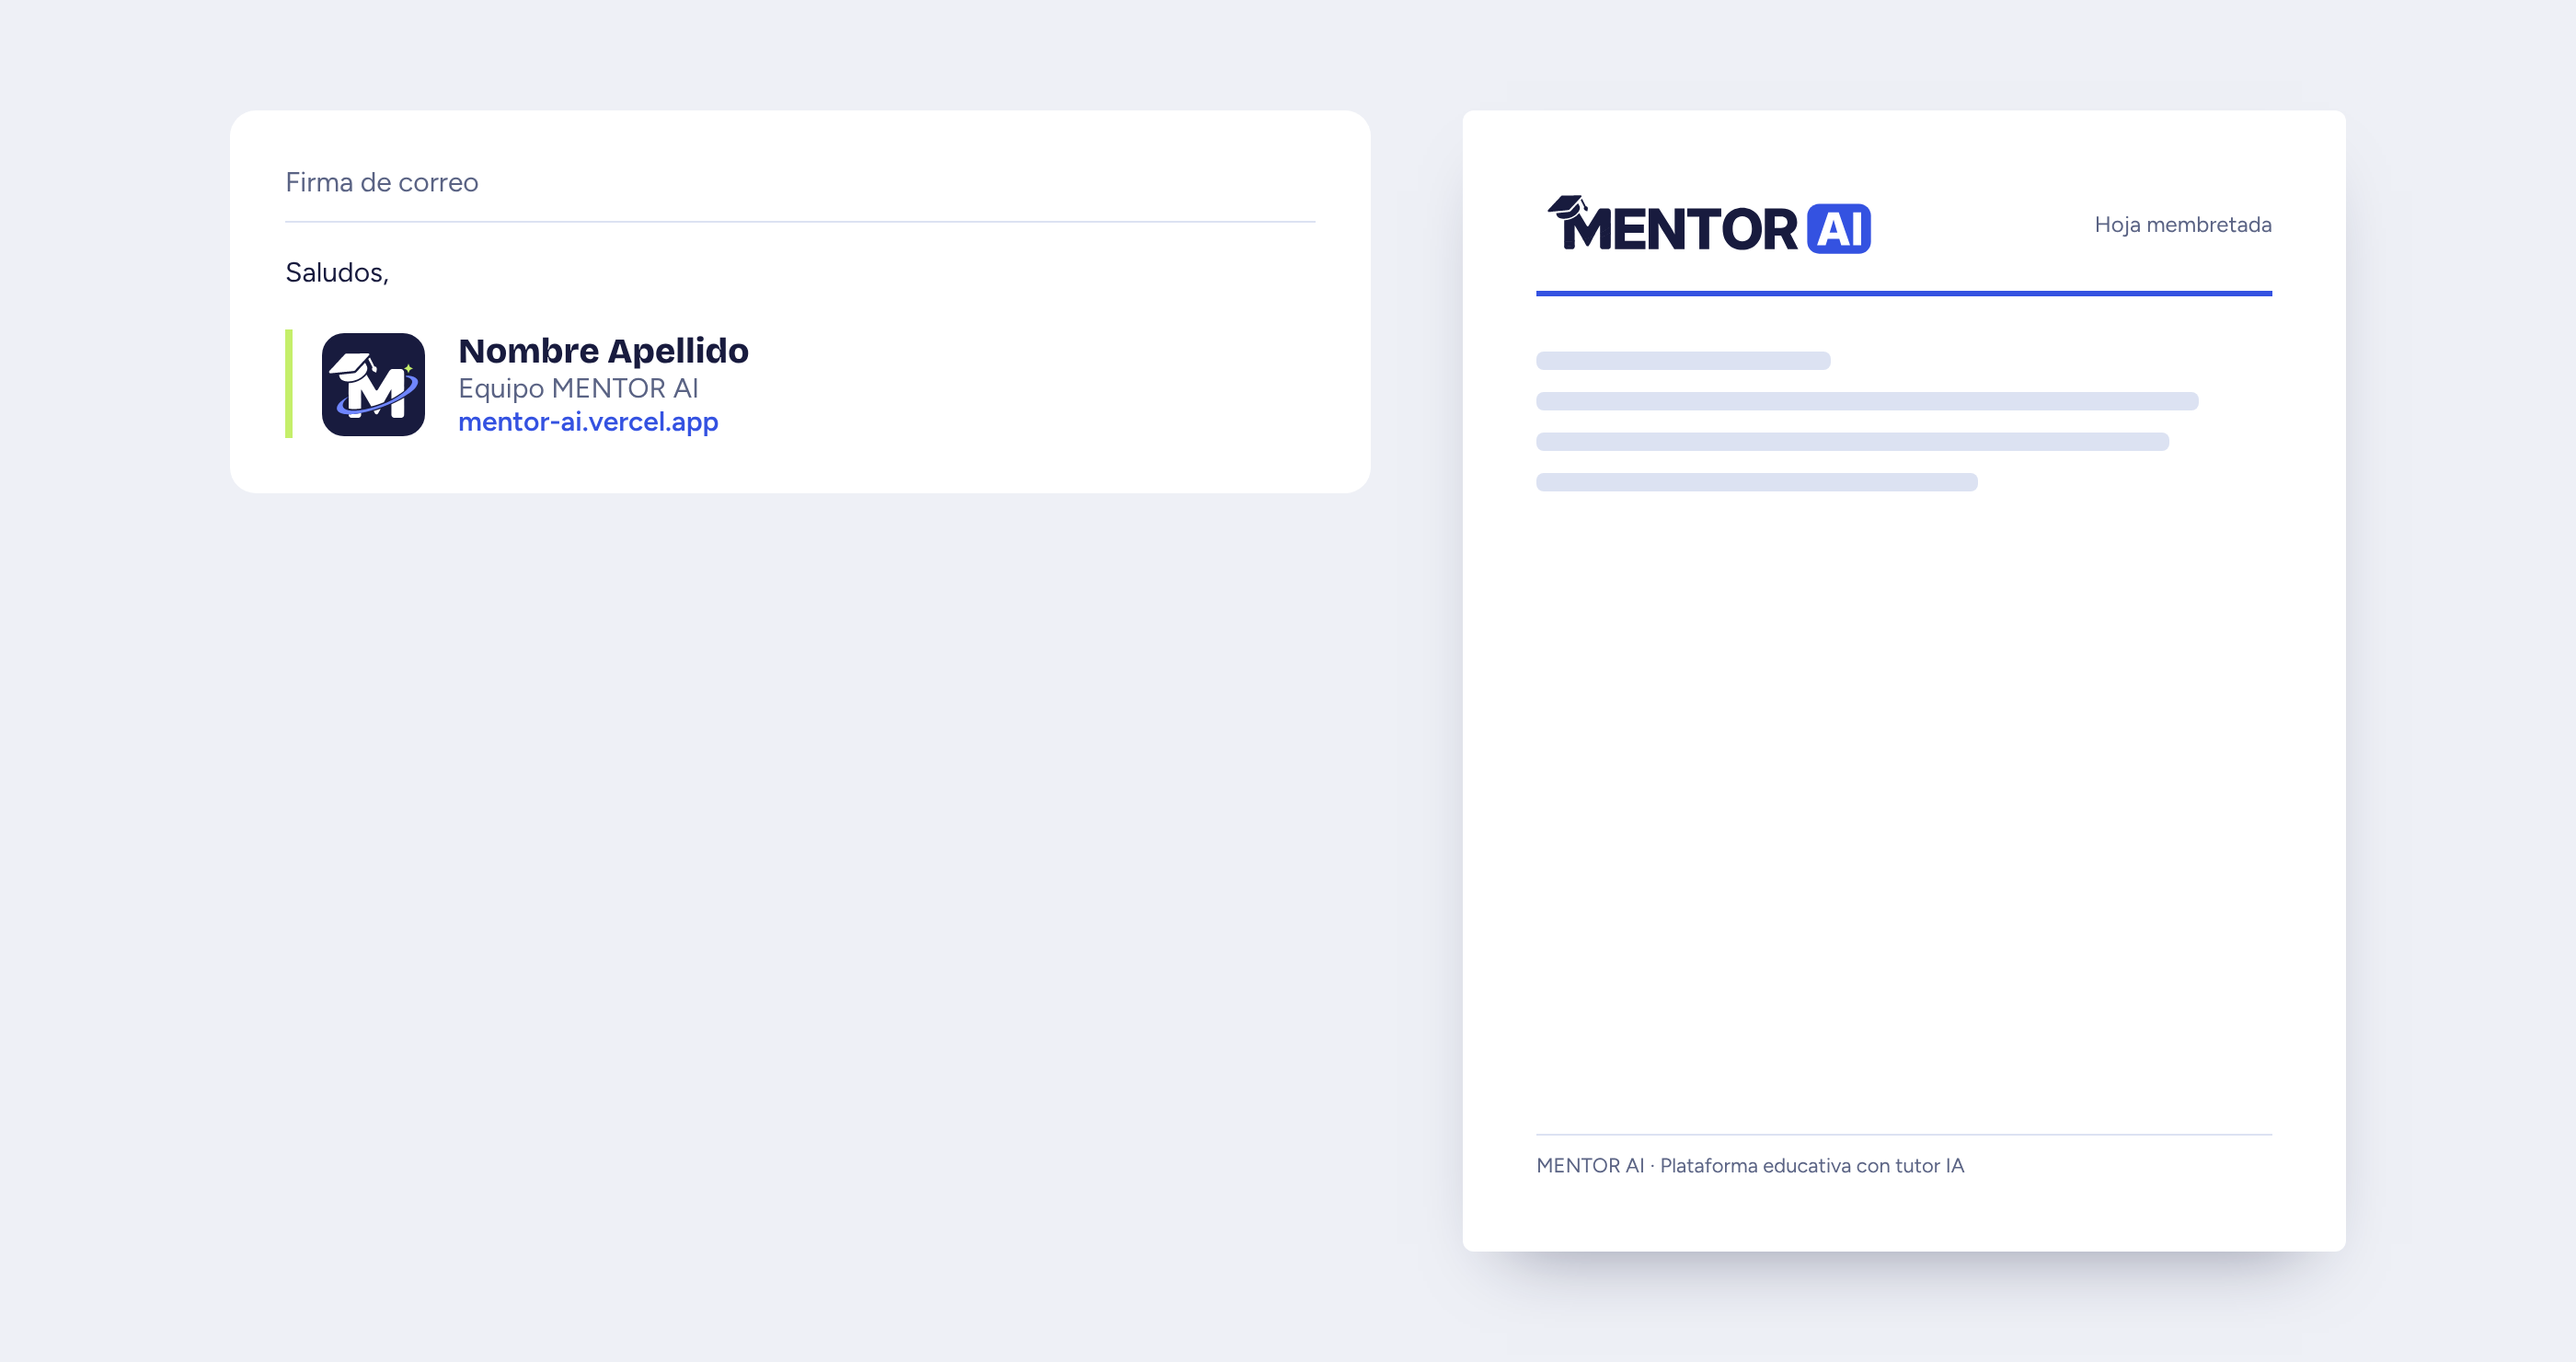 Firma de correo
Saludos,
M
Nombre Apellido
Equipo MENTOR AI
mentor-ai.vercel.app
MENTOR AI
Hoja membretada
MENTOR AI · Plataforma educativa con tutor IA